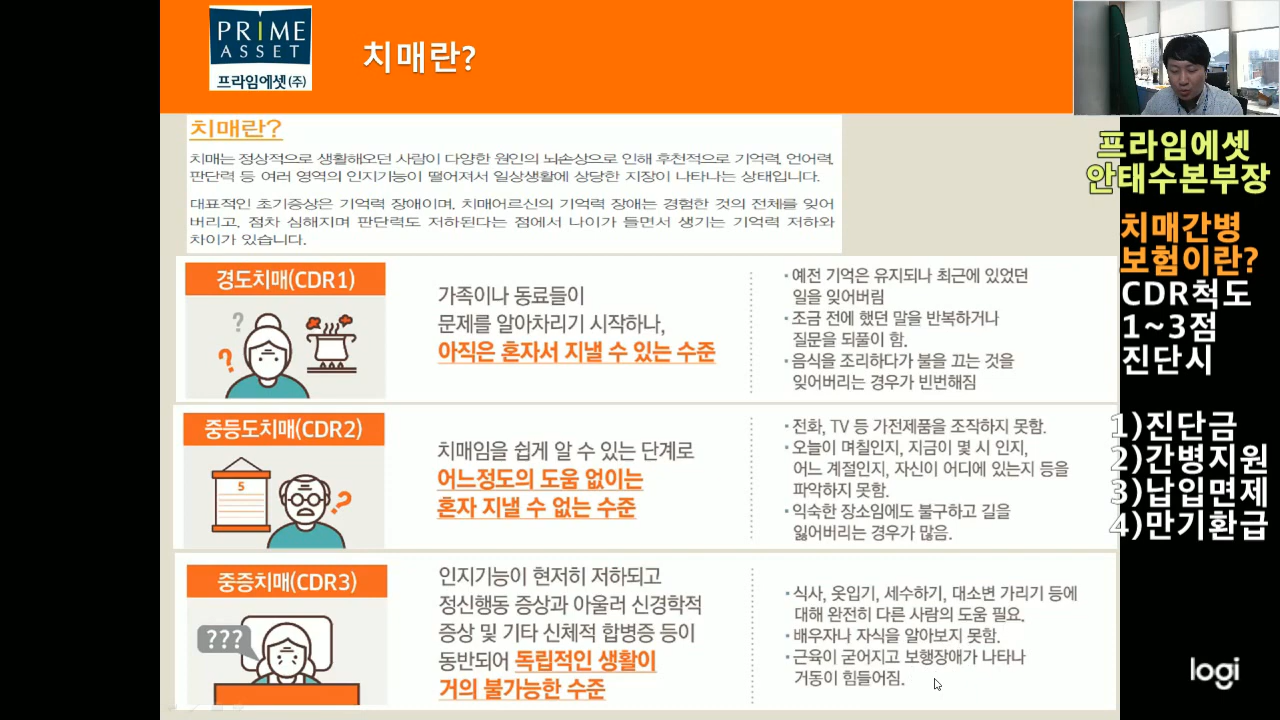 PRIME
ASSET
프라임에셋(주)
치매란?
치매란?
치매는 정상적으로 생활해오던 사람이 다양한 원인의 뇌손상으로 인해 후천적으로 기억력, 언어력,
판단력 등 여러 영역의 인지기능이 떨어져서 일상생활에 상당한 지장이 나타나는 상태입니다.
대표적인 초기증상은 기억력 장애이며, 치매어르신의 기억력 장애는 경험한 것의 전체를 잊어
버리고, 점차 심해지며 판단력도 저하된다는 점에서 나이가 들면서 생기는 기억력 저하와
차이가 있습니다.
경도치매(CDR1)
? ?
가족이나 동료들이
문제를 알아차리기 시작하나,
아직은 혼자서 지낼 수 있는 수준
• 예전 기억은 유지되나 최근에 있었던
일을 잊어버림
• 조금 전에 했던 말을 반복하거나
질문을 되풀이 함.
• 음식을 조리하다가 불을 끄는 것을
잊어버리는 경우가 빈번해짐
중등도치매(CDR2)
5
?
치매임을 쉽게 알 수 있는 단계로
어느정도의 도움 없이는
혼자 지낼 수 없는 수준
• 전화, TV 등 가전제품을 조작하지 못함.
• 오늘이 며칠인지, 지금이 몇 시 인지,
어느 계절인지, 자신이 어디에 있는지 등을
파악하지 못함.
• 익숙한 장소임에도 불구하고 길을
잃어버리는 경우가 많음.
중증치매(CDR3)
???
인지기능이 현저히 저하되고
정신행동 증상과 아울러 신경학적
증상 및 기타 신체적 합병증 등이
동반되어 독립적인 생활이
거의 불가능한 수준
• 식사, 옷입기, 세수하기, 대소변 가리기 등에
대해 완전히 다른 사람의 도움 필요.
• 배우자나 자식을 알아보지 못함.
• 근육이 굳어지고 보행장애가 나타나
거동이 힘들어짐.
프라임에셋
안태수본부장
치매간병
보험이란?
CDR척도
1~3점
진단시
1)진단금
2)간병지원
3)납입면제
4)만기환급
logi